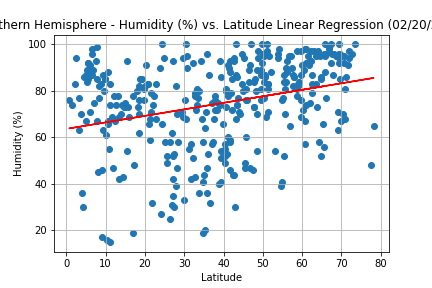 thern Hemisphere - Humidity (%) vs. Latitude Linear Regression (02/20/
100
80
60
40
20
Humidity (%)
0 10 20 30 40 50 60 70 80
Latitude